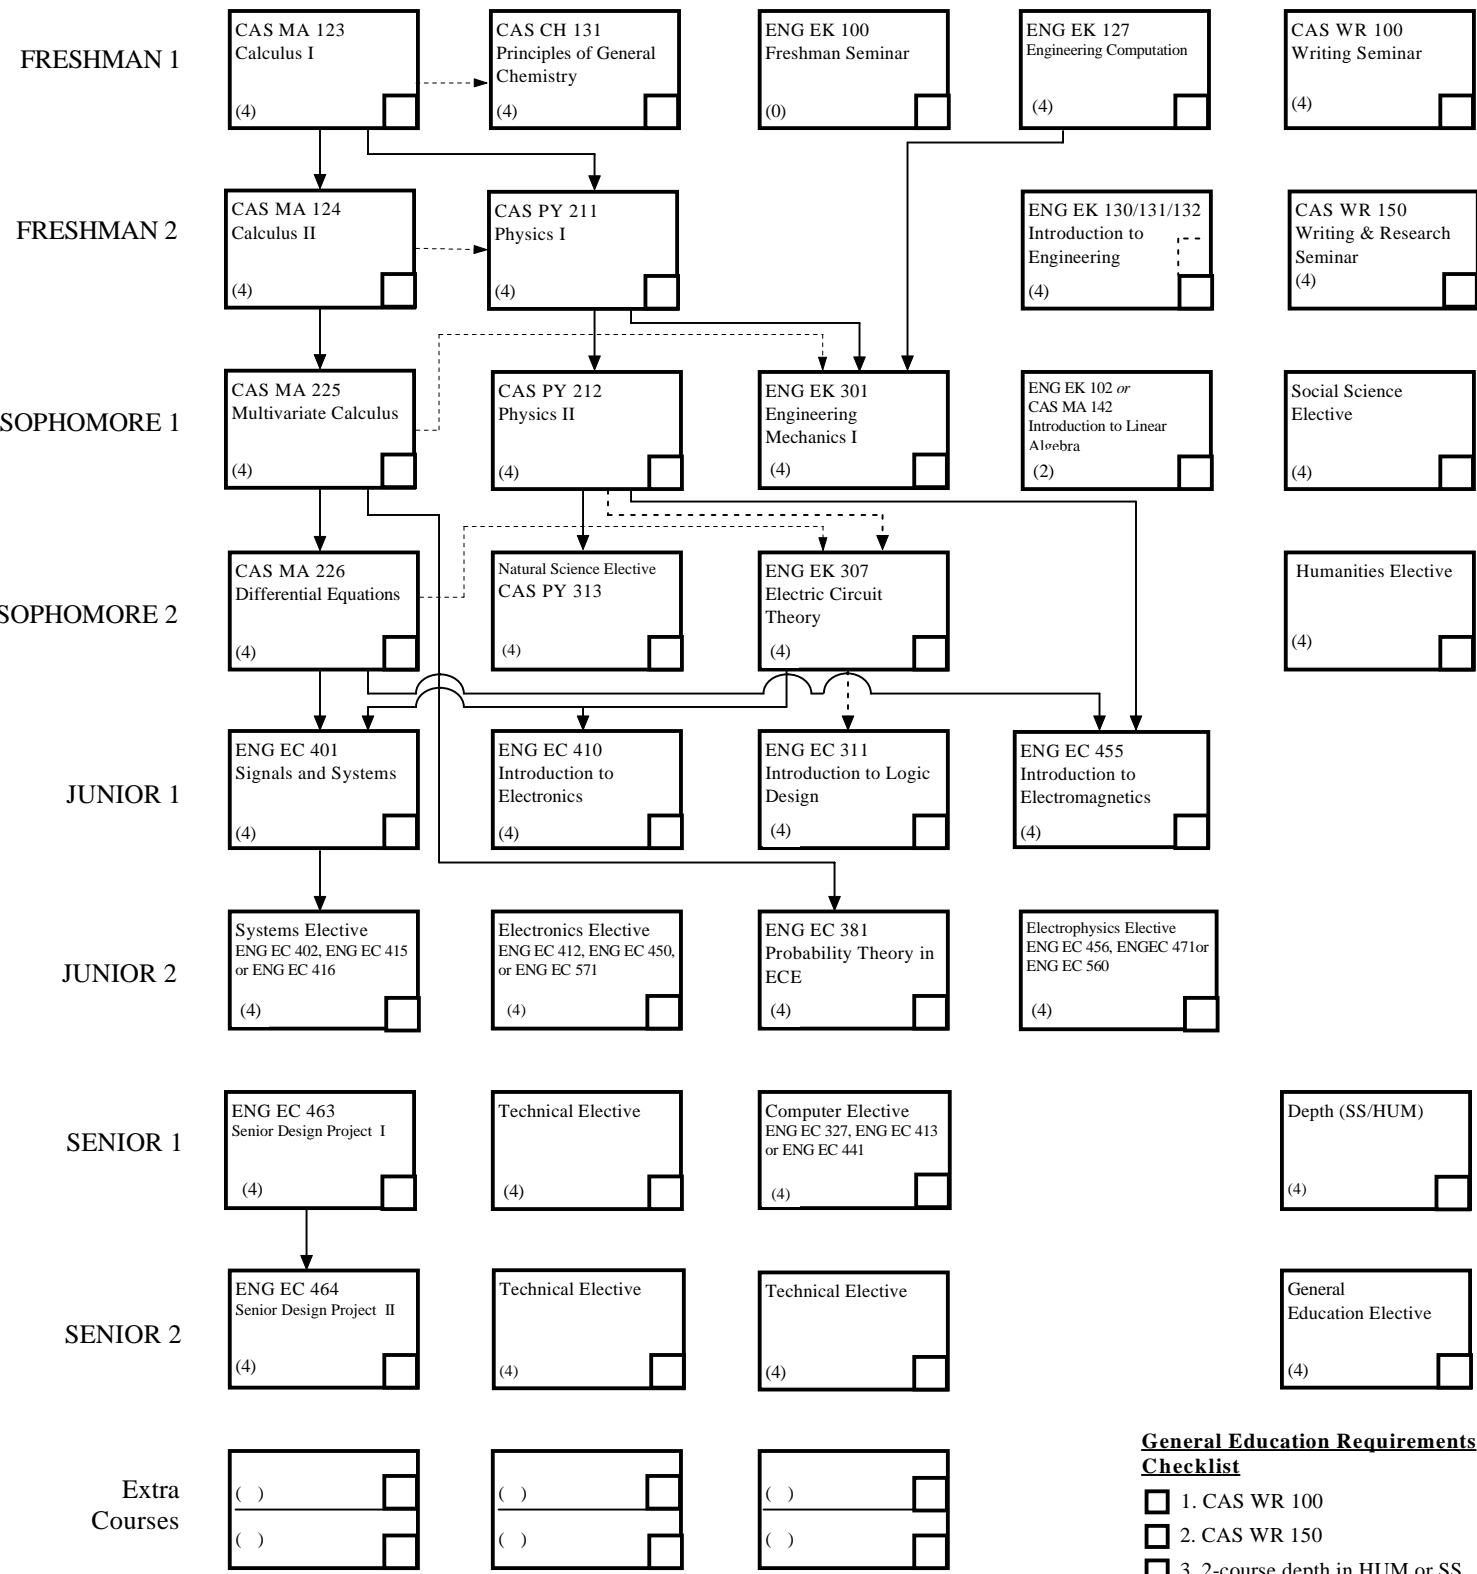 FRESHMAN 1
CAS MA 123
Calculus I
(4)
CAS CH 131
Principles of General
Chemistry
(4)
ENG EK 100
Freshman Seminar
(0)
ENG EK 127
Engineering Computation
(4)
CAS WR 100
Writing Seminar
(4)
FRESHMAN 2
CAS MA 124
Calculus II
(4)
CAS PY 211
Physics I
(4)
ENG EK 130/131/132
Introduction to
Engineering
(4)
CAS WR 150
Writing & Research
Seminar
(4)
SOPHOMORE 1
CAS MA 225
Multivariate Calculus
(4)
CAS PY 212
Physics II
(4)
ENG EK 301
Engineering
Mechanics I
(4)
ENG EK 102 or
CAS MA 142
Introduction to Linear
Algebra
(2)
Social Science
Elective
(4)
SOPHOMORE 2
CAS MA 226
Differential Equations
(4)
Natural Science Elective
CAS PY 313
(4)
ENG EK 307
Electric Circuit
Theory
(4)
Humanities Elective
(4)
JUNIOR 1
ENG EC 401
Signals and Systems
(4)
ENG EC 410
Introduction to
Electronics
(4)
ENG EC 311
Introduction to Logic
Design
(4)
ENG EC 455
Introduction to
Electromagnetics
(4)
JUNIOR 2
Systems Elective
ENG EC 402, ENG EC 415
or ENG EC 416
(4)
Electronics Elective
ENG EC 412, ENG EC 450,
or ENG EC 571
(4)
ENG EC 381
Probability Theory in
ECE
(4)
Electrophysics Elective
ENG EC 456, ENGEC 471or
ENG EC 560
(4)
SENIOR 1
ENG EC 463
Senior Design Project I
(4)
Technical Elective
(4)
Computer Elective
ENG EC 327, ENG EC 413
or ENG EC 441
(4)
Depth (SS/HUM)
(4)
SENIOR 2
ENG EC 464
Senior Design Project II
(4)
Technical Elective
(4)
Technical Elective
(4)
General
Education Elective
(4)
Extra
Courses
( )
( )
( )
( )
( )
( )
General Education Requirements
Checklist
1. CAS WR 100
2. CAS WR 150
3. 2-course depth in HUM or SS